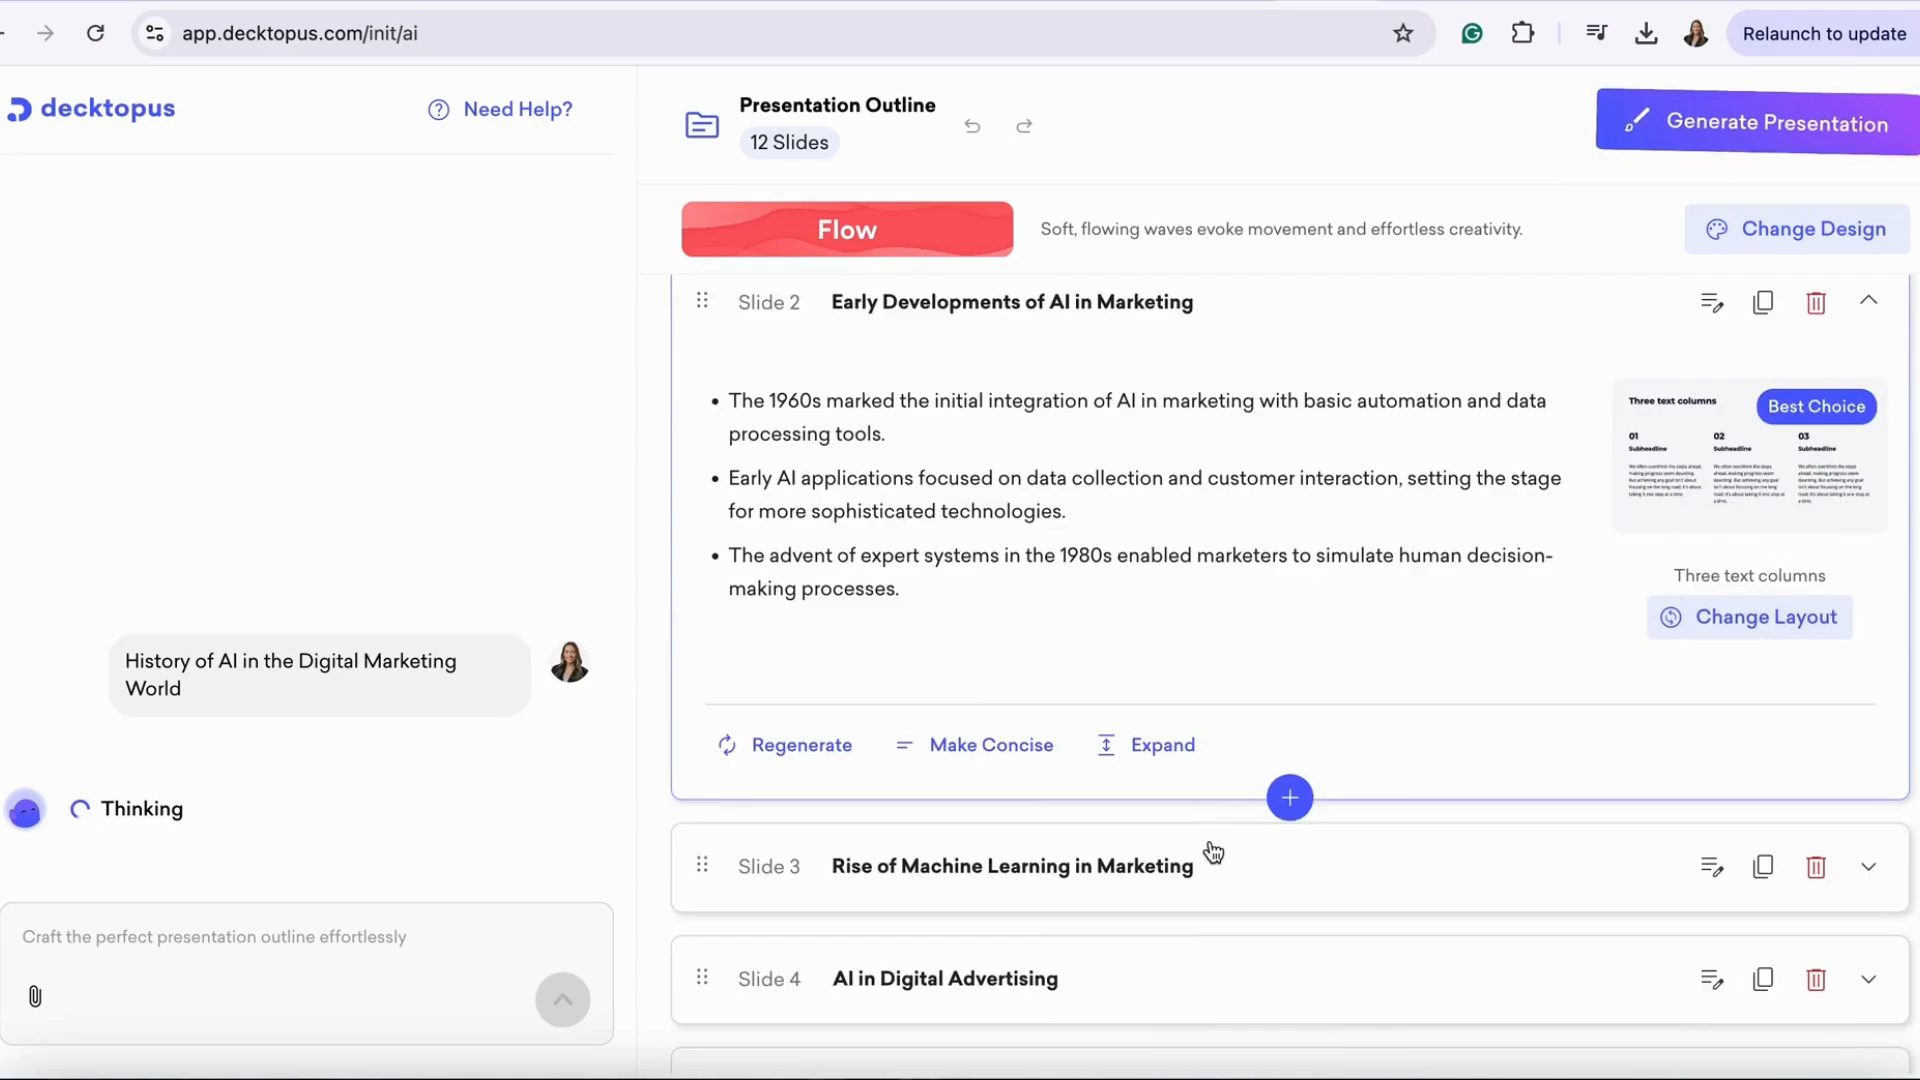 app.decktopus.com/init/ai
Relaunch to update
decktopus
Need Help?
Presentation Outline
12 Slides
Generate Presentation
Flow
Soft, flowing waves evoke movement and effortless creativity.
Change Design
Slide 2
Early Developments of AI in Marketing
• The 1960s marked the initial integration of AI in marketing with basic automation and data
processing tools.
• Early AI applications focused on data collection and customer interaction, setting the stage
for more sophisticated technologies.
• The advent of expert systems in the 1980s enabled marketers to simulate human decision-
making processes.
Three text columns
Best Choice
01
02
03
Subheadline
Subheadline
Subheadline
Three text columns
Change Layout
History of AI in the Digital Marketing
World
Regenerate
Make Concise
Expand
Thinking
Slide 3
Rise of Machine Learning in Marketing
Craft the perfect presentation outline effortlessly
Slide 4
AI in Digital Advertising